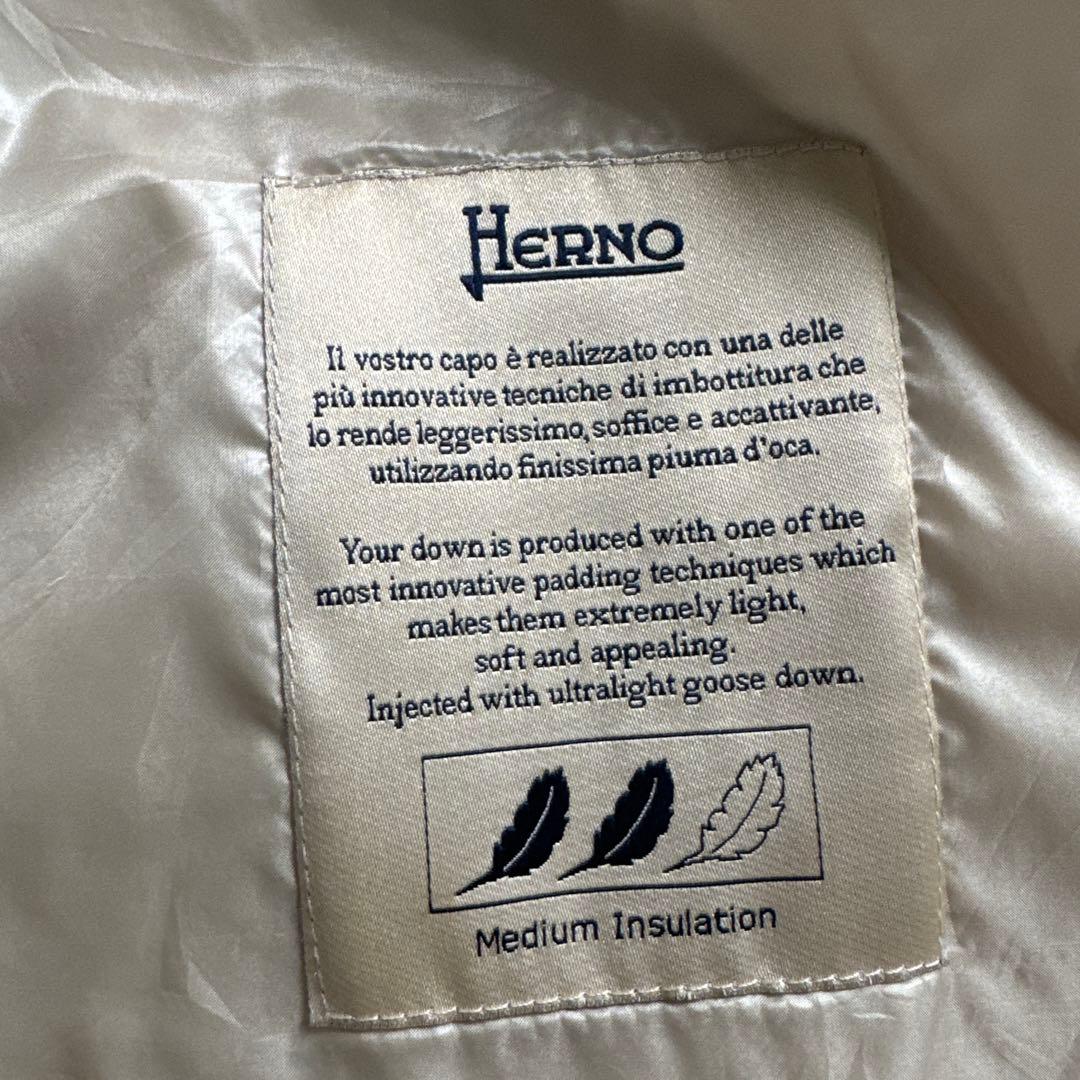 HERNO
Il vostro capo è realizzato con una delle
più innovative tecniche di imbottitura che
lo rende leggerissimo, soffice e accattivante,
utilizzando finissima piuma d'oca.
Your down is produced with one of the
most innovative padding techniques which
makes them extremely light,
soft and appealing.
Injected with ultralight goose down.
Medium Insulation